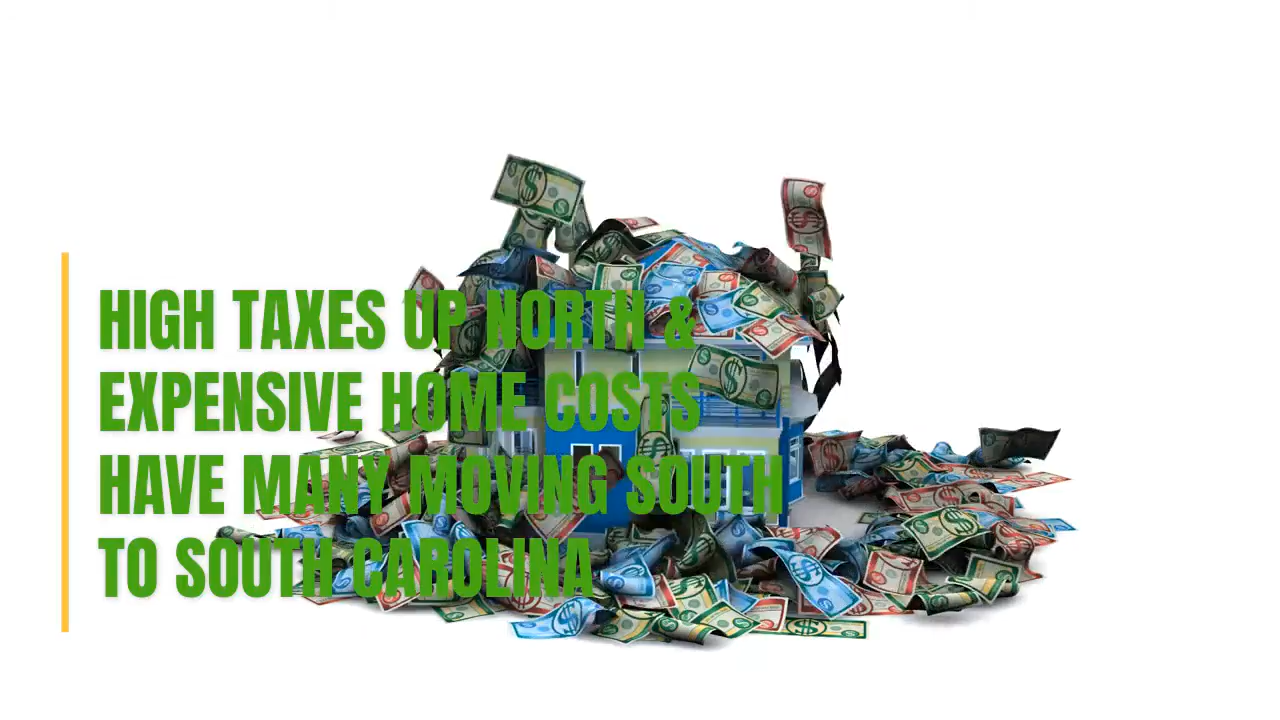 HIGH TAXES UP NORTH &
EXPENSIVE HOME COSTS
HAVE MANY MOVING SOUTH
TO SOUTH CAROLINA